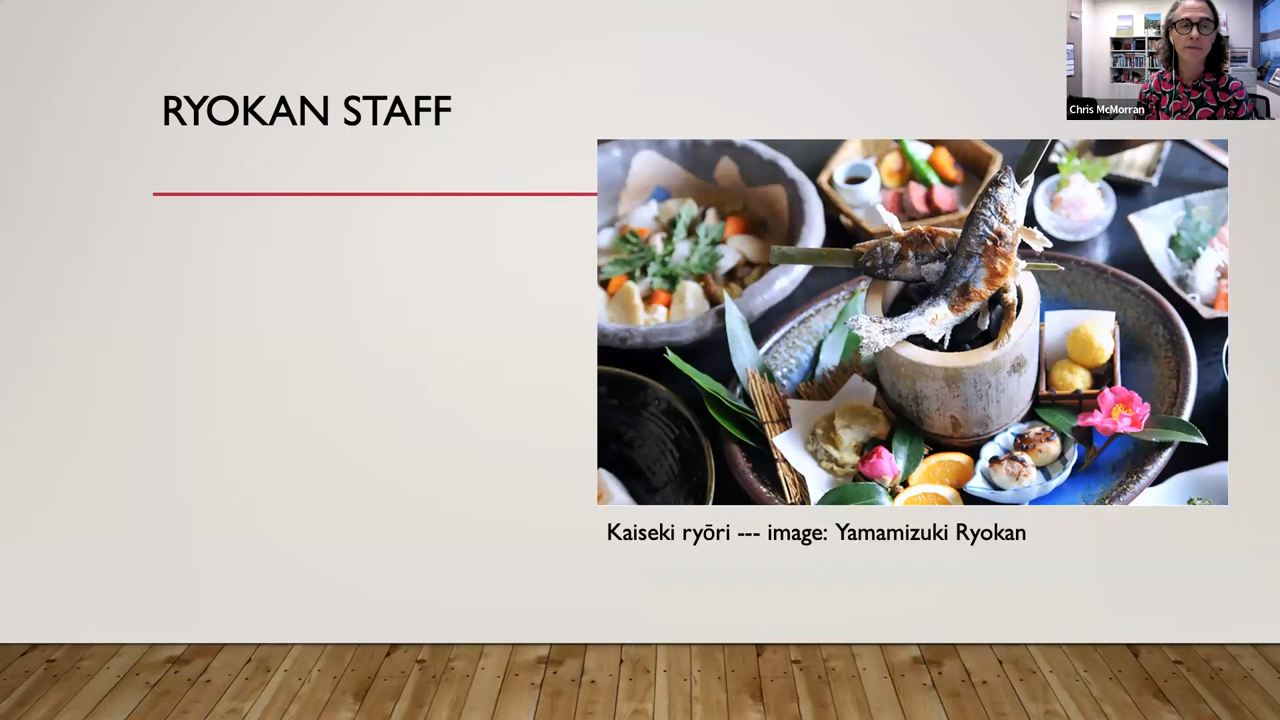 RYOKAN STAFF
Chris McMorran
Kaiseki ryōri --- image: Yamamizuki Ryokan